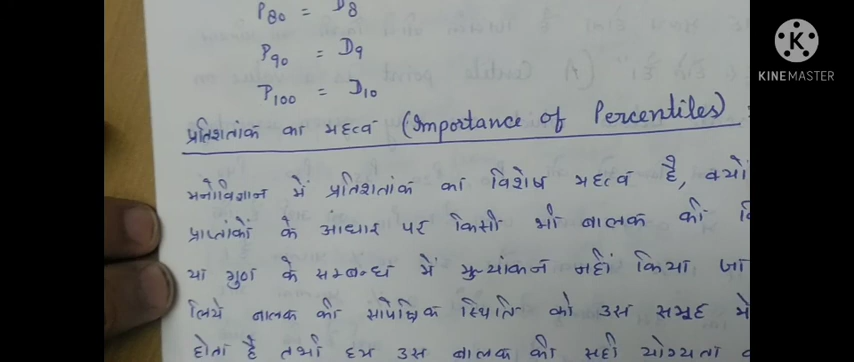 P80 = D8
P90 = D9
P100 = D10
प्रतिशतांक का महत्व (Importance of Percentiles)
मनोविज्ञान में प्रतिशतांक का विशेष महत्व है, क्यों
प्राप्तांकों के आधार पर किसी भी बालक की
या गुण के सम्बन्ध में मुल्यांकन नहीं किया जा
लिये बालक की सापेक्षिक स्थिति को उस समूह में
होता है तभी हम उस बालक की सही योग्यता
K
KINEMASTER